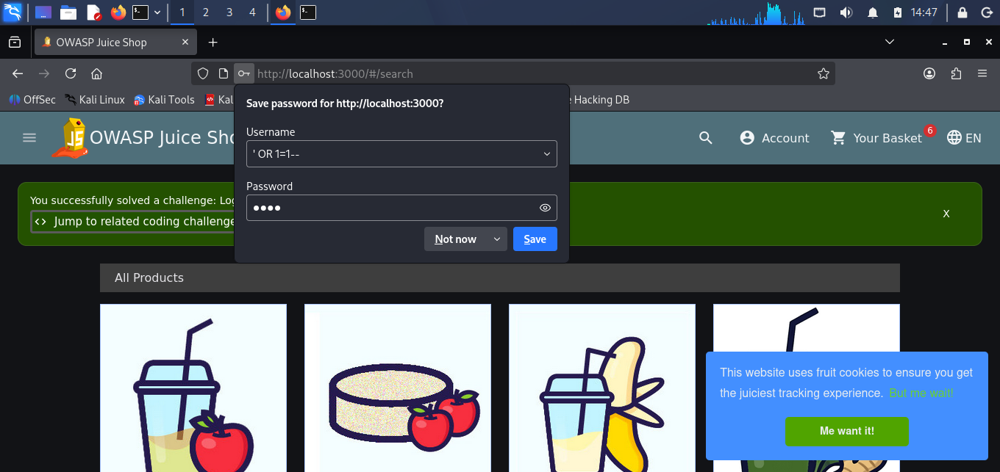 1 2 3 4 14:47
OWASP Juice Shop
http://localhost:3000/#/search
OffSec Kali Linux Kali Tools Kal Hacking DB
Save password for http://localhost:3000?
Username
' OR 1=1--
Password
Not now Save
OWASP Juice Sho Account Your Basket 6 EN
You successfully solved a challenge: Log
<> Jump to related coding challenge
X
All Products
This website uses fruit cookies to ensure you get
the juiciest tracking experience. But me wait!
Me want it!